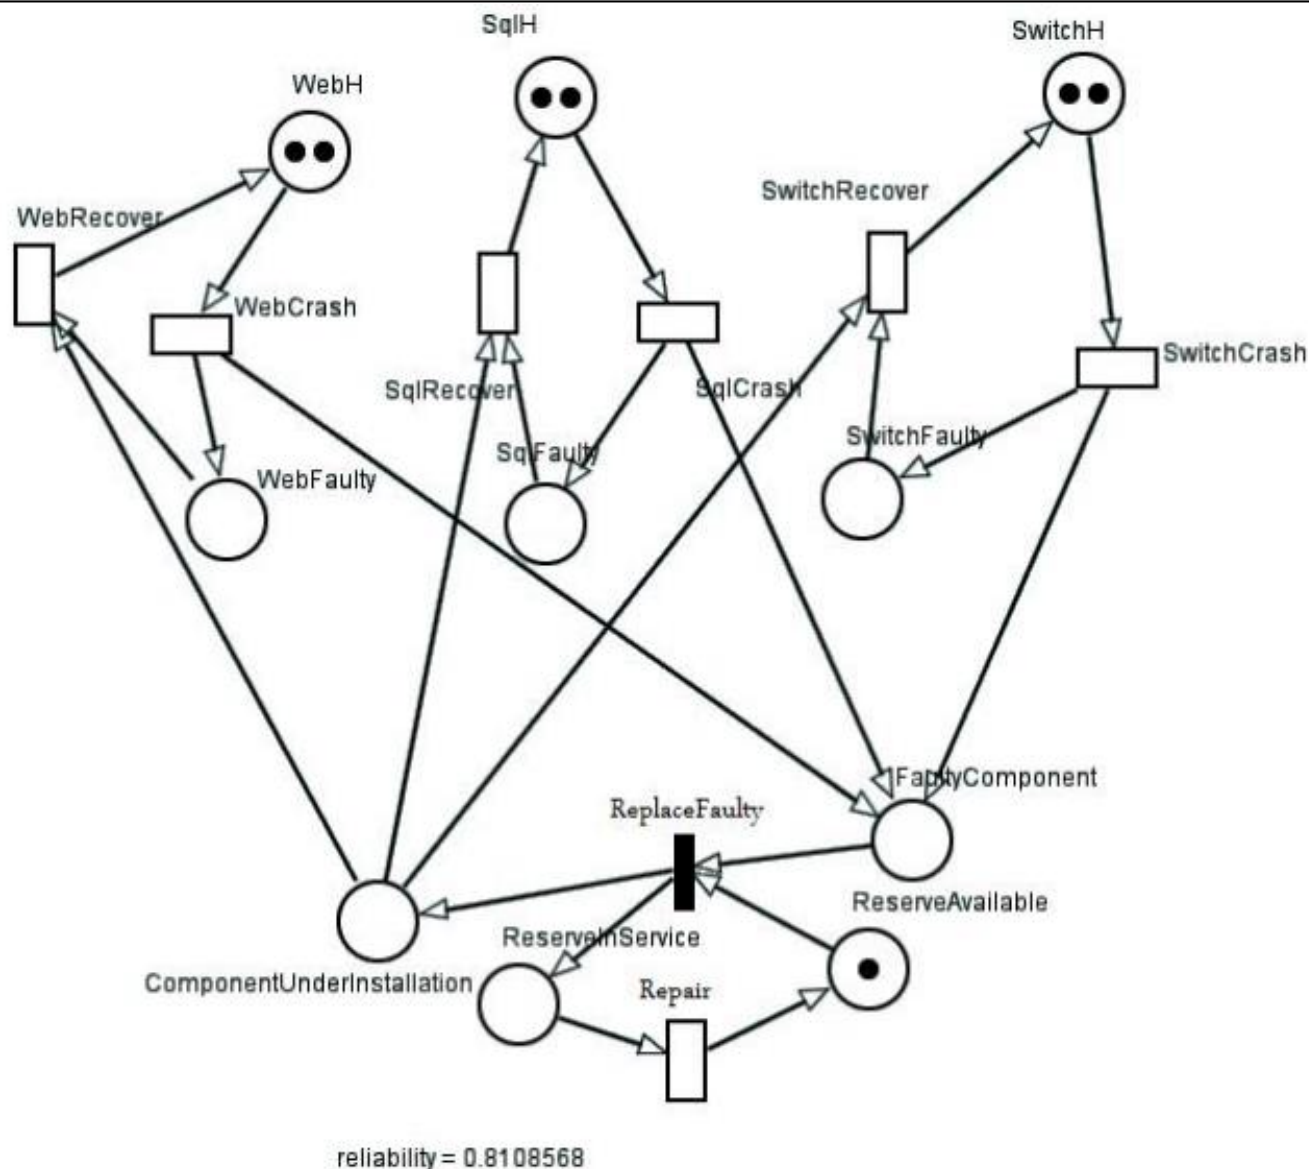 SqlH
SwitchH
WebH
SwitchRecover
WebRecover
WebCrash
SwitchCrash
SqlRecover
SqlCrash
SwitchFaulty
SqlFaulty
WebFaulty
FaultyComponent
ReplaceFaulty
ReserveAvailable
ReserveInService
ComponentUnderInstallation
Repair
reliability = 0.8108568